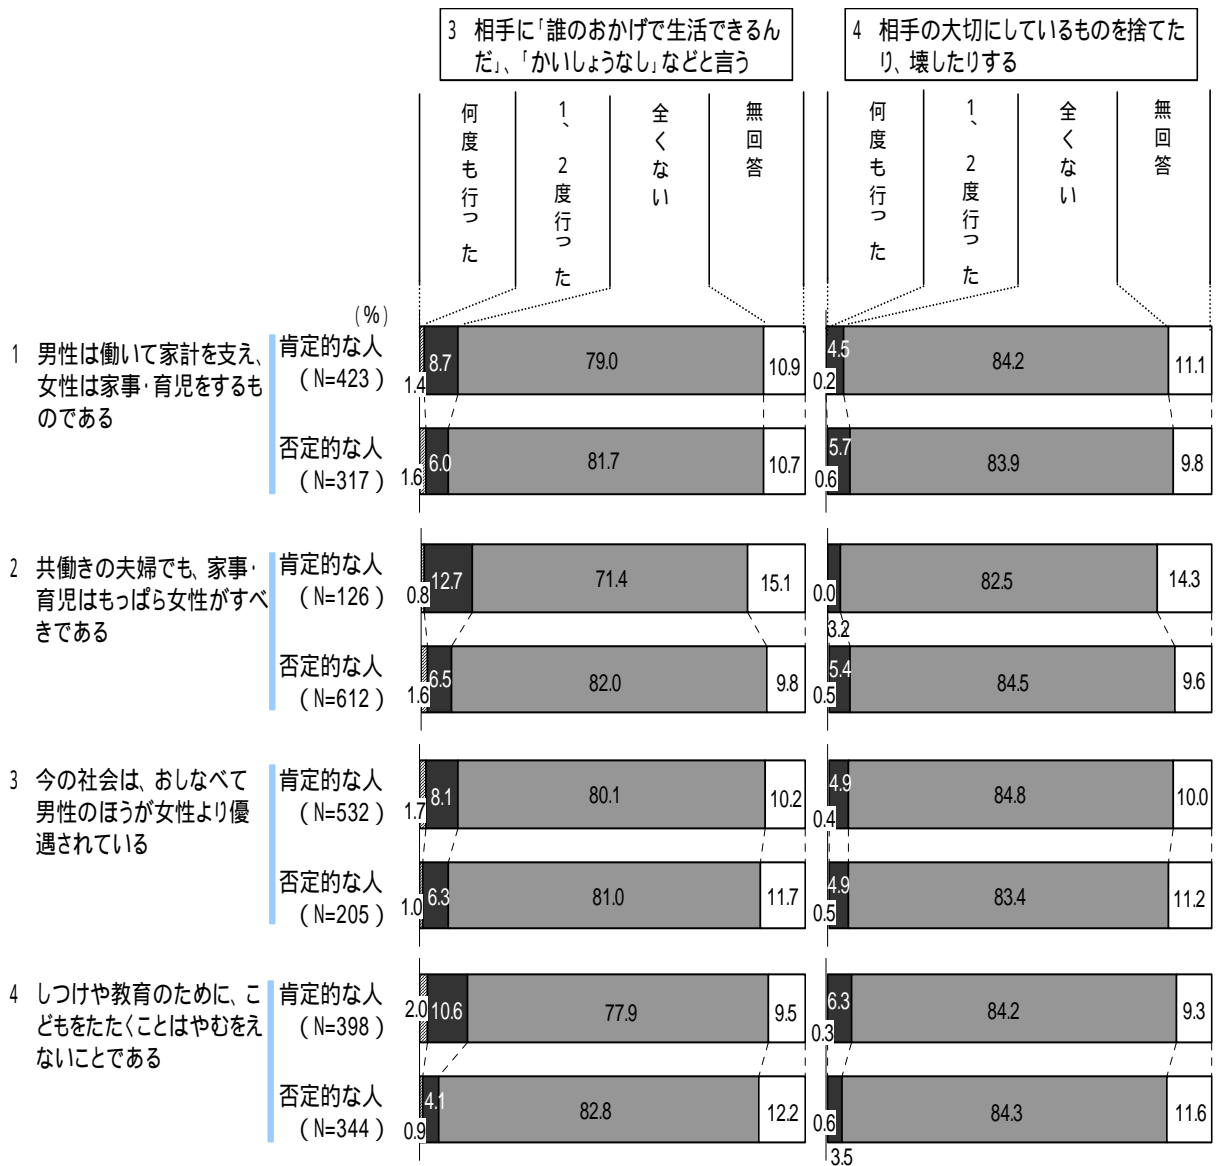 3 相手に「誰のおかげで生活できるん
だ」、「かいしょうなし」などと言う
4 相手の大切にしているものを捨てた
り、壊したりする
何度も行った
1、2度行った
全くない
無回答
何度も行った
1、2度行った
全くない
無回答
(%)
1 男性は働いて家計を支え、
女性は家事・育児をするも
のである
肯定的な人
(N=423)
1.4 8.7 79.0 10.9
0.2 4.5 84.2 11.1
否定的な人
(N=317)
1.6 6.0 81.7 10.7
0.6 5.7 83.9 9.8
2 共働きの夫婦でも、家事・
育児はもっぱら女性がすべ
きである
肯定的な人
(N=126)
0.8 12.7 71.4 15.1
0.0 3.2 82.5 14.3
否定的な人
(N=612)
1.6 6.5 82.0 9.8
0.5 5.4 84.5 9.6
3 今の社会は、おしなべて
男性のほうが女性より優
遇されている
肯定的な人
(N=532)
1.7 8.1 80.1 10.2
0.4 4.9 84.8 10.0
否定的な人
(N=205)
1.0 6.3 81.0 11.7
0.5 4.9 83.4 11.2
4 しつけや教育のために、こ
どもをたたくことはやむをえ
ないことである
肯定的な人
(N=398)
2.0 10.6 77.9 9.5
0.3 6.3 84.2 9.3
否定的な人
(N=344)
0.9 4.1 82.8 12.2
0.6 3.5 84.3 11.6